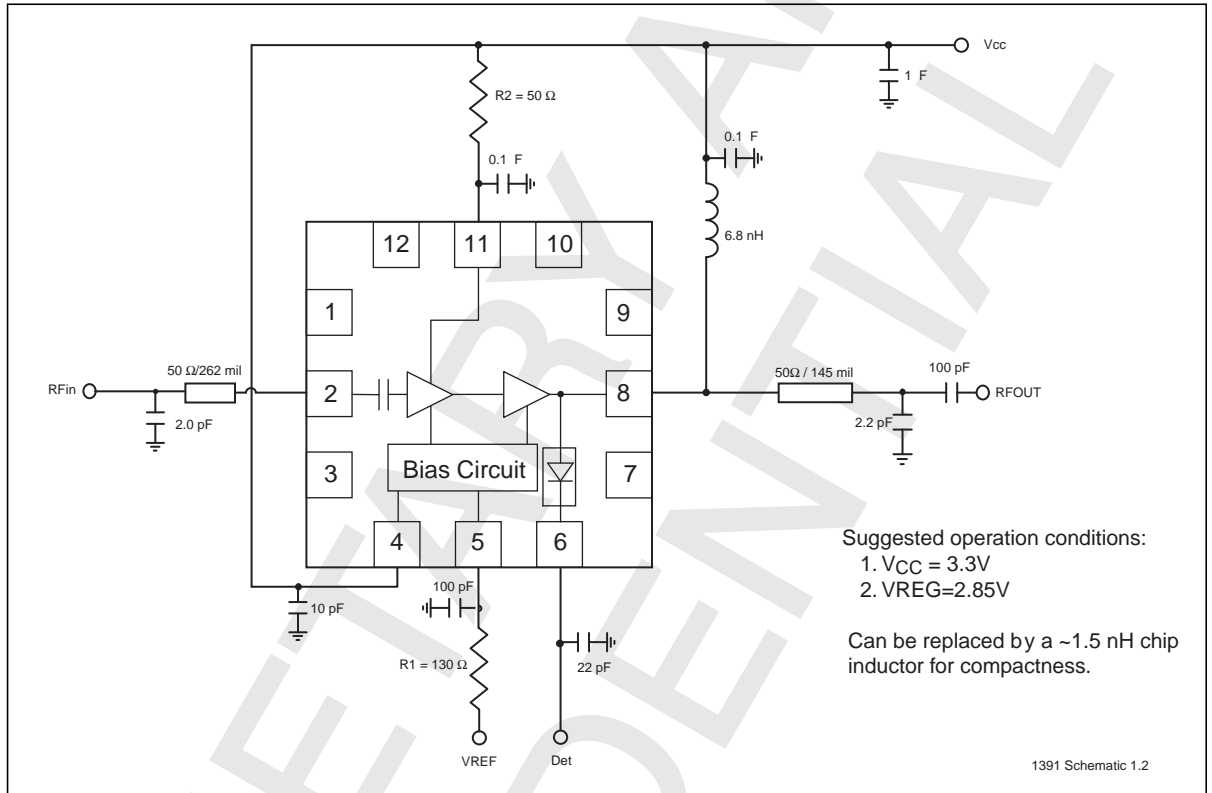 Vcc
1 F
R2 = 50 Ω
0.1 F
0.1 F
6.8 nH
12
11
10
1
9
50 Ω/262 mil
50Ω / 145 mil
100 pF
RFin
2
8
RFOUT
2.0 pF
2.2 pF
3
Bias Circuit
7
4
5
6
Suggested operation conditions:
1. VCC = 3.3V
2. VREG=2.85V
100 pF
10 pF
Can be replaced by a ~1.5 nH chip
inductor for compactness.
R1 = 130 Ω
22 pF
VREF
Det
1391 Schematic 1.2